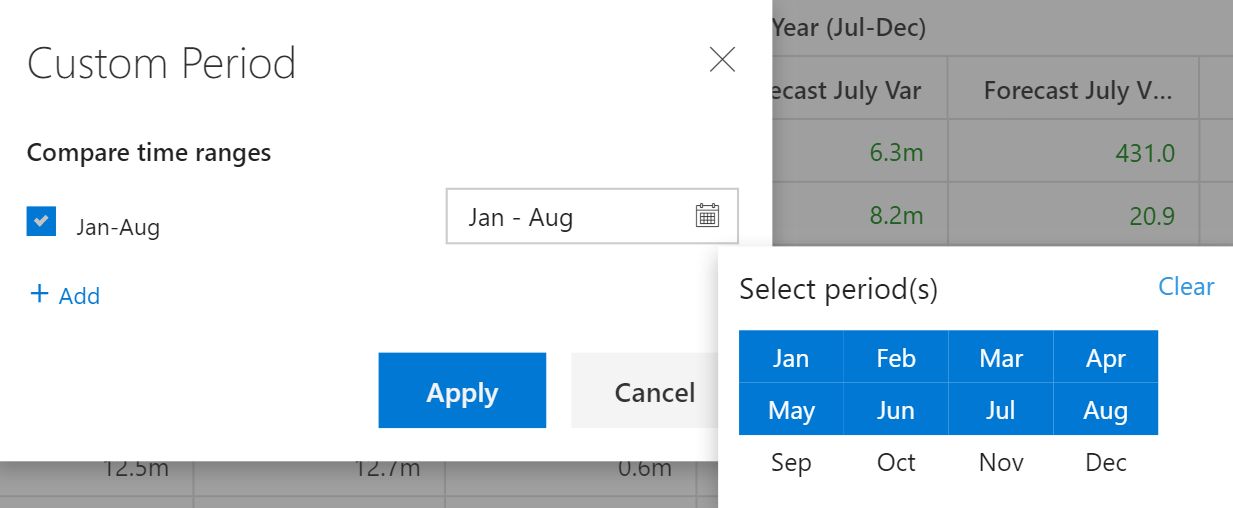 Year (Jul-Dec)
Custom Period
ecast July Var
Forecast July V...
Compare time ranges
6.3m
431.0
Jan-Aug
Jan - Aug
8.2m
20.9
+ Add
Select period(s)
Clear
Apply
Cancel
Jan Feb Mar Apr
May Jun Jul Aug
Sep Oct Nov Dec
12.5m
12.7m
0.6m